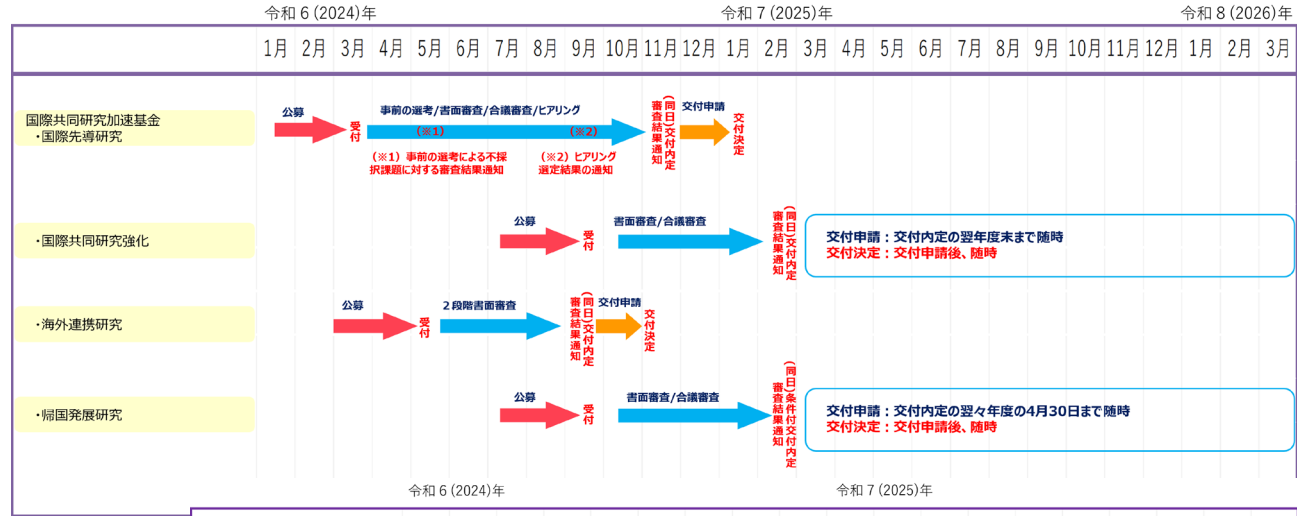 令和６(2024)年 令和７(2025)年 令和８(2026)年
1月 2月 3月 4月 5月 6月 7月 8月 9月 10月 11月 12月 1月 2月 3月 4月 5月 6月 7月 8月 9月 10月 11月 12月 1月 2月 3月
国際共同研究加速基金
・国際先導研究
公募
受付
事前の選考/書面審査/合議審査/ヒアリング
（※1） （※2）
（※1）事前の選考による不採
択課題に対する審査結果通知
（※2）ヒアリング
選定結果の通知
審査結果通知
(同日)交付内定
交付申請
交付決定
・国際共同研究強化
公募
受付
書面審査/合議審査
審査結果通知
(同日)交付内定
交付申請：交付内定の翌年度末まで随時
交付決定：交付申請後、随時
・海外連携研究
公募
受付
２段階書面審査
審査結果通知
(同日)交付内定
交付申請
交付決定
・帰国発展研究
公募
受付
書面審査/合議審査
審査結果通知
(同日)条件付交付内定
交付申請：交付内定の翌々年度の4月30日まで随時
交付決定：交付申請後、随時
令和６(2024)年 令和７(2025)年